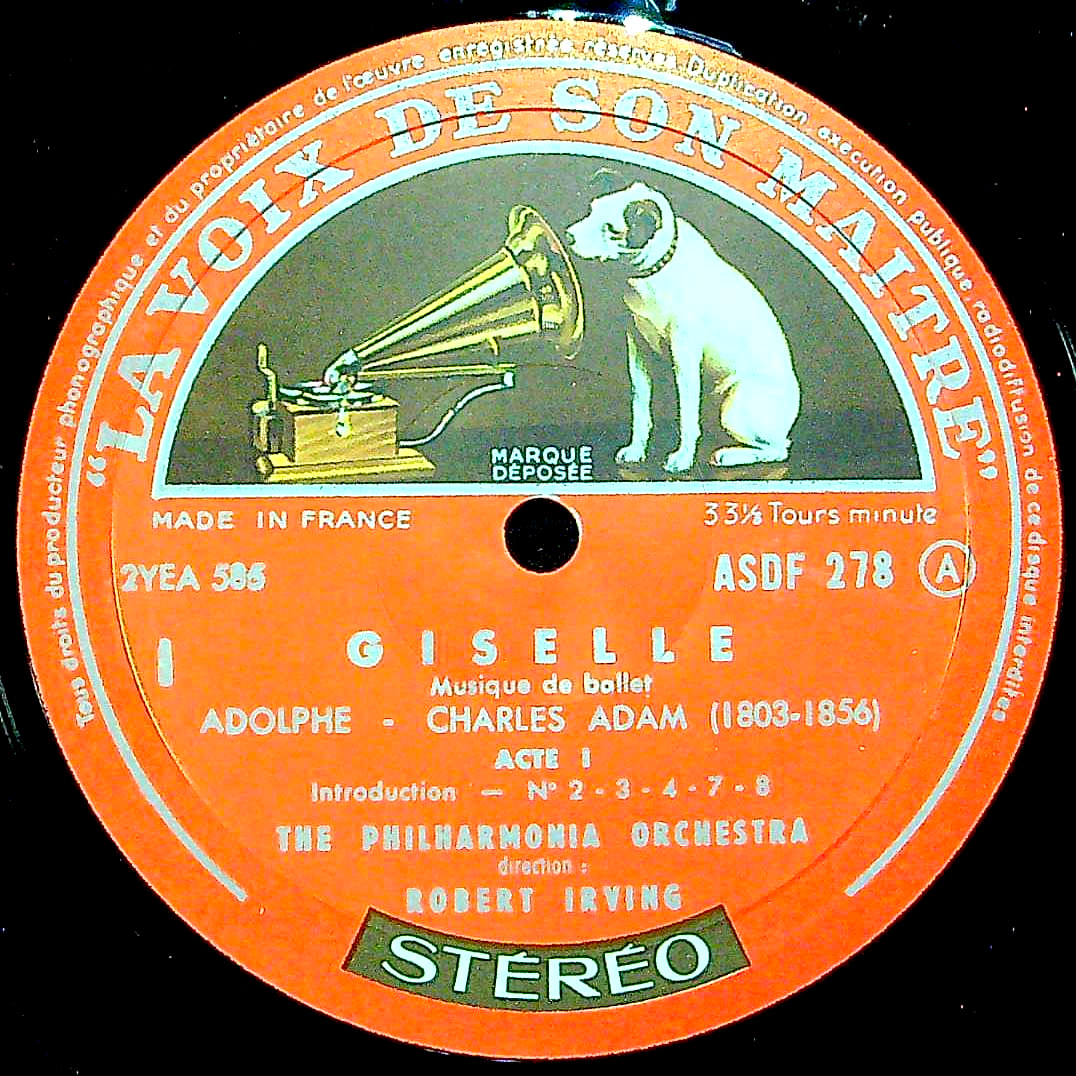 Tous droits du producteur phonographique et du propriétaire de l'œuvre enregistrée réservés. Duplication, exécution publique, radiodiffusion de ce disque interdites
"LA VOIX DE SON MAITRE"
MARQUE
DÉPOSÉE
MADE IN FRANCE
33⅓ Tours minute
2YEA 585
ASDF 278 A
I
GISELLE
Musique de ballet
ADOLPHE - CHARLES ADAM (1803-1856)
ACTE I
Introduction — N° 2 - 3 - 4 - 7 - 8
THE PHILHARMONIA ORCHESTRA
direction :
ROBERT IRVING
STÉRÉO